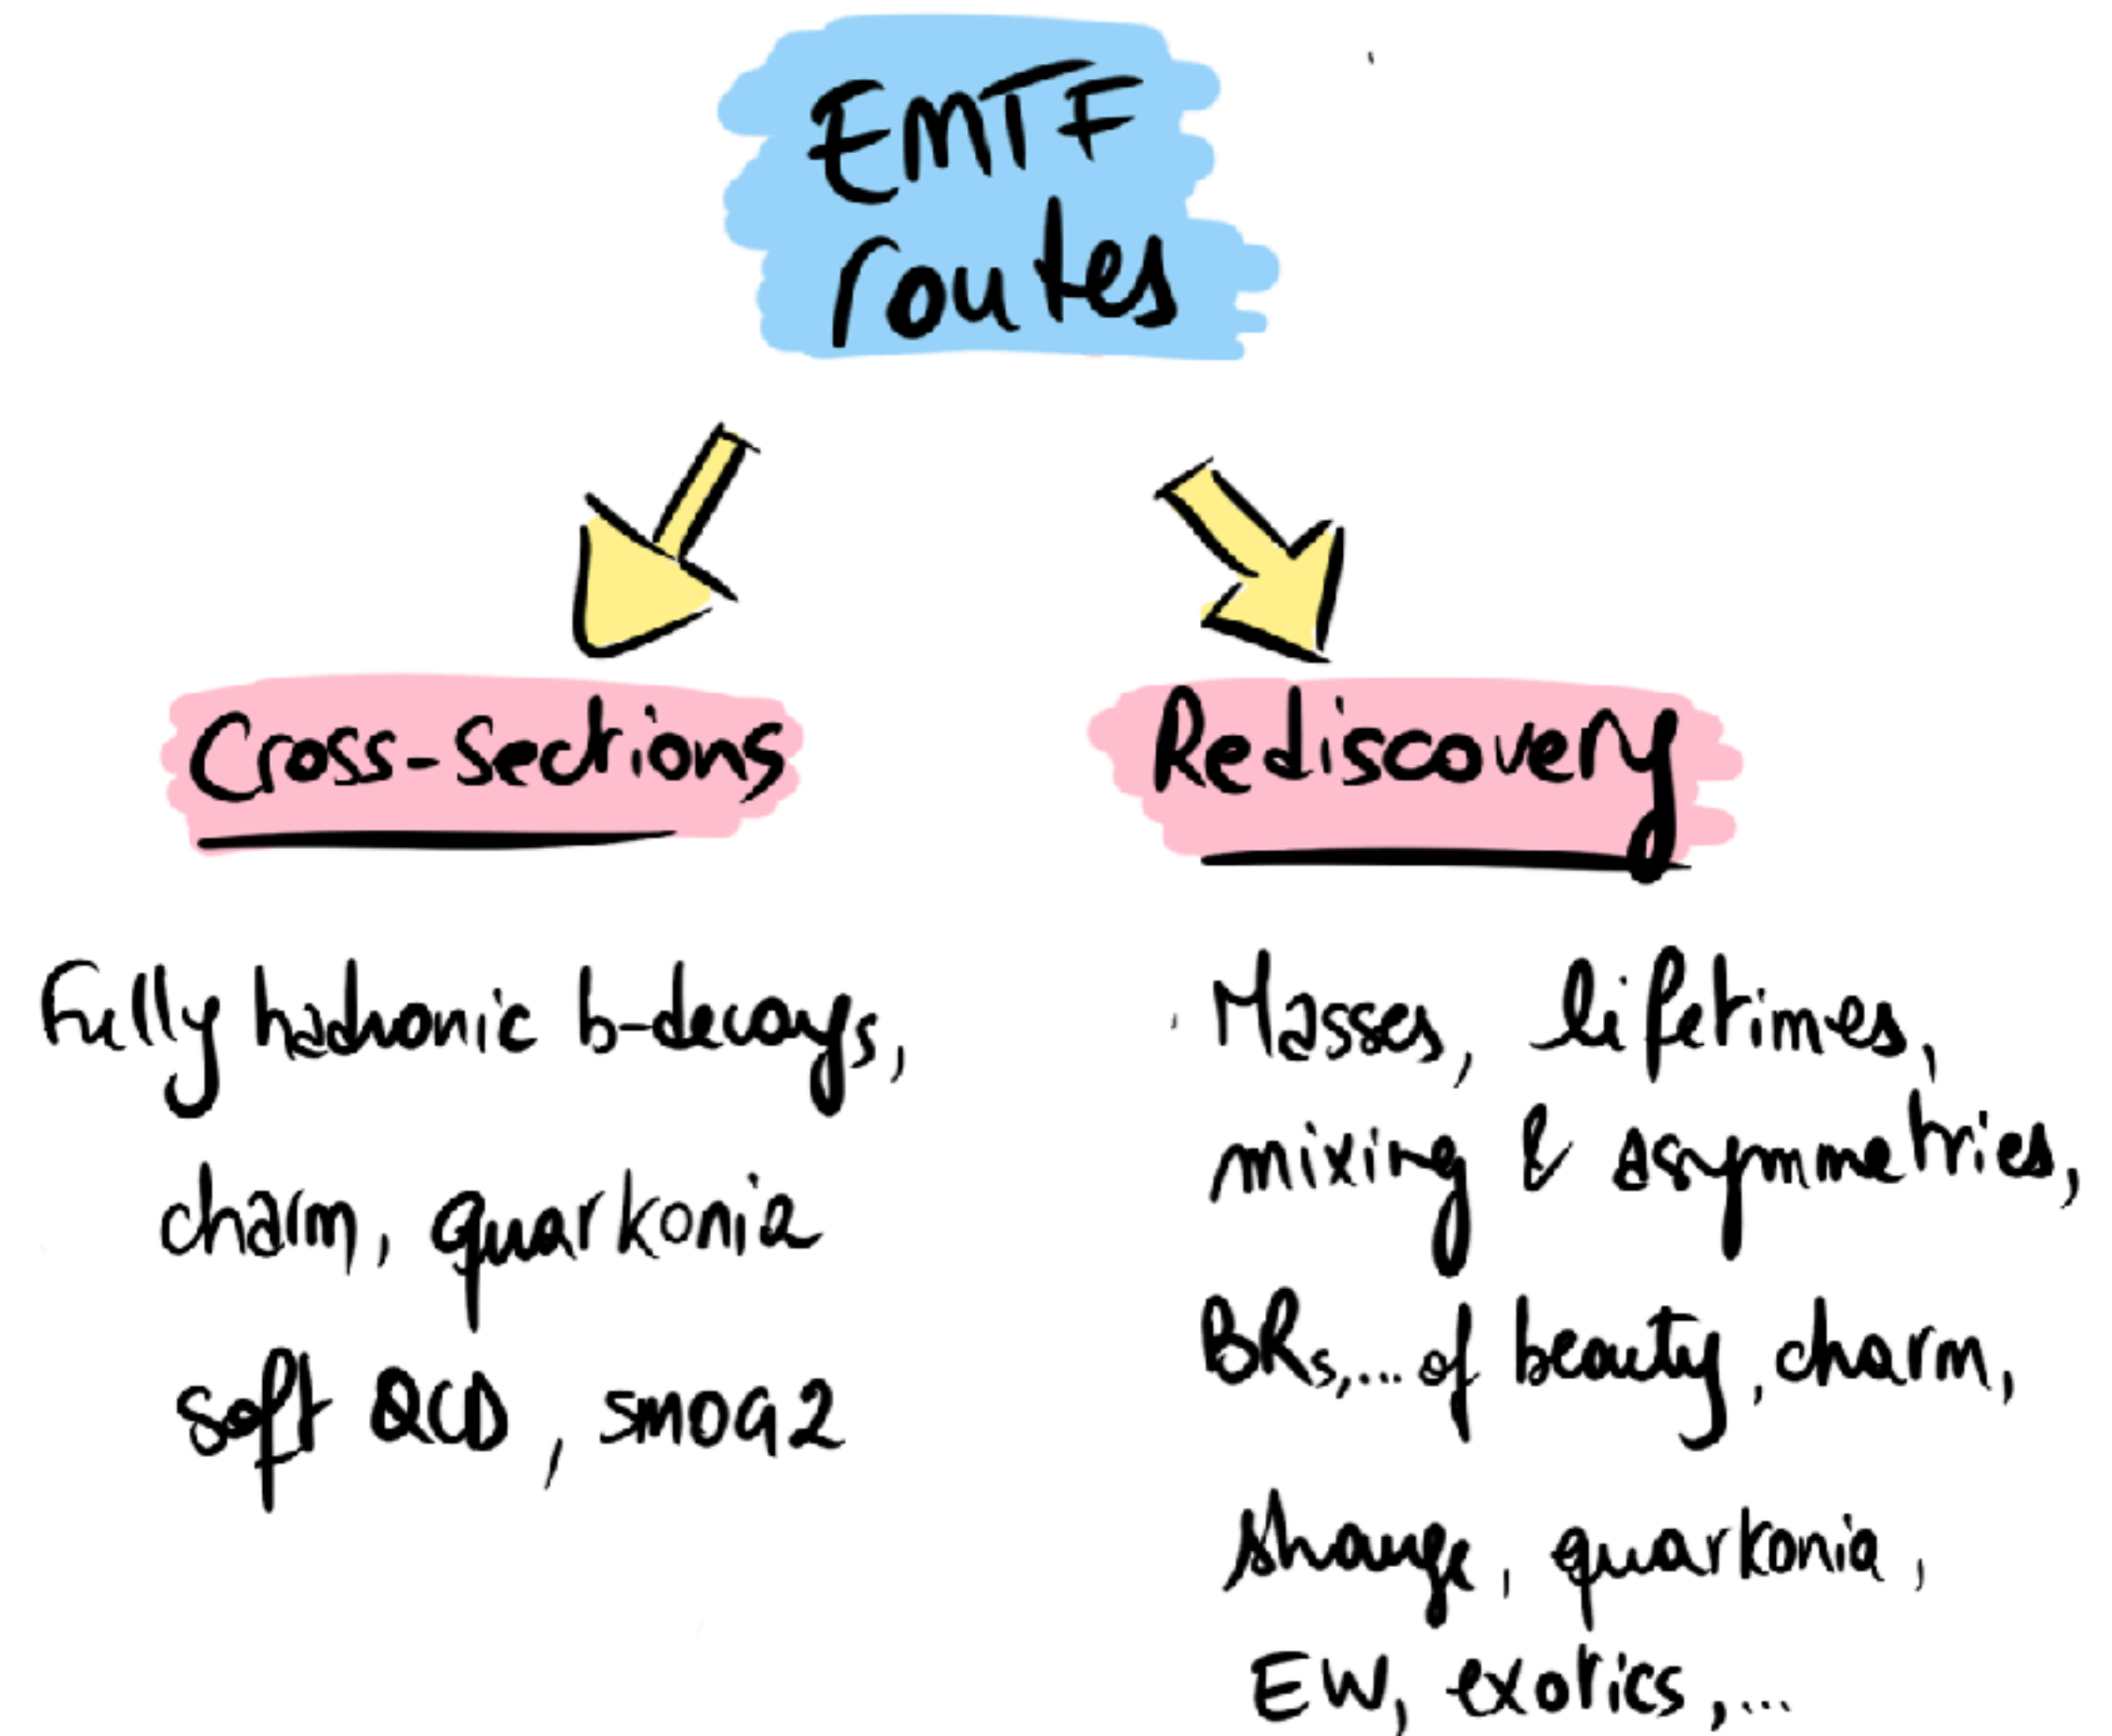 EMTF
routes
Cross-sections
Fully hadronic b-decays,
charm, quarkonia
soft QCD, SMOG2
Rediscovery
Masses, lifetimes,
mixing & asymmetries,
BRs,... of beauty, charm,
strange, quarkonia,
EW, exotics,...